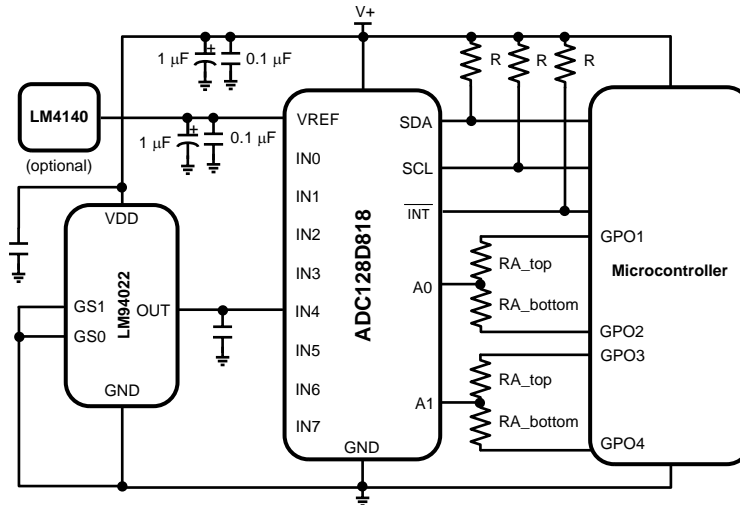 V+
1 μF
+
0.1 μF
R
R
R
LM4140
(optional)
1 μF
+
0.1 μF
VREF
SDA
IN0
SCL
IN1
INT
VDD
IN2
GPO1
LM94022
IN3
ADC128D818
RA_top
Microcontroller
GS1
OUT
IN4
A0
RA_bottom
GS0
IN5
GPO2
GPO3
GND
IN6
RA_top
IN7
A1
RA_bottom
GND
GPO4